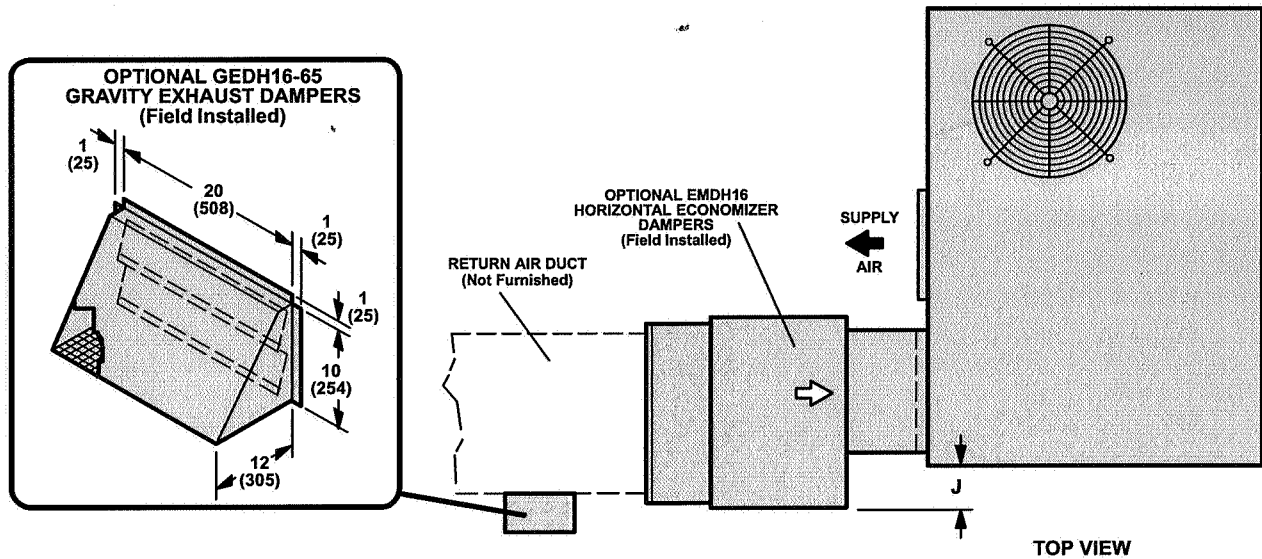 OPTIONAL GEDH16-65
GRAVITY EXHAUST DAMPERS
(Field Installed)
1
(25)
20
(508)
1
(25)
1
(25)
10
(254)
12
(305)
OPTIONAL EMDH16
HORIZONTAL ECONOMIZER
DAMPERS
(Field Installed)
RETURN AIR DUCT
(Not Furnished)
SUPPLY
AIR
J
TOP VIEW